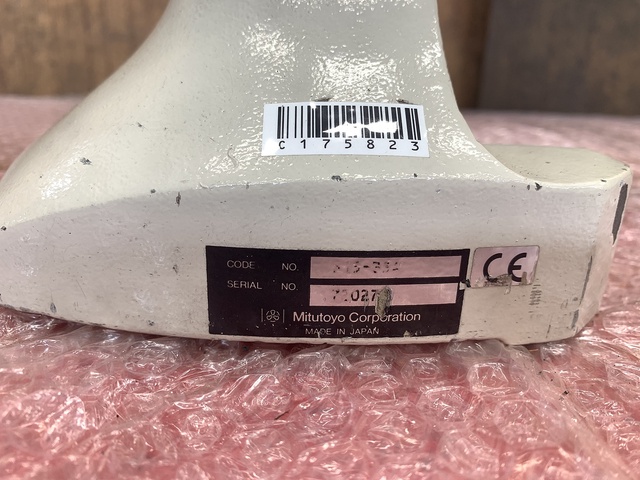 C175823
CODE NO.
SERIAL NO.
CE
Mitutoyo Corporation
MADE IN JAPAN